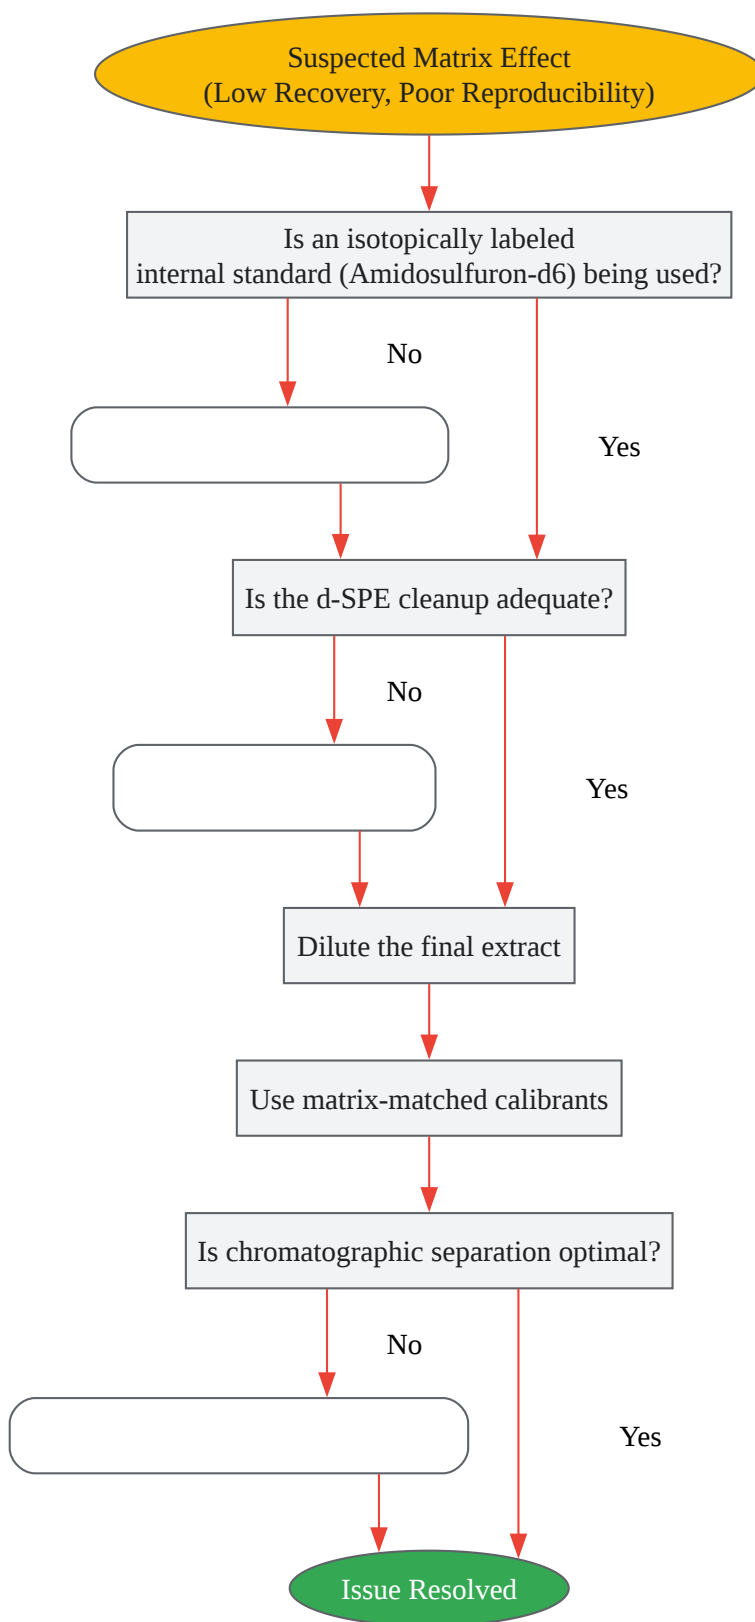 Suspected Matrix Effect
(Low Recovery, Poor Reproducibility)
Is an isotopically labeled
internal standard (Amidosulfuron-d6) being used?
No
Yes
Is the d-SPE cleanup adequate?
No
Yes
Dilute the final extract
Use matrix-matched calibrants
Is chromatographic separation optimal?
No
Yes
Issue Resolved